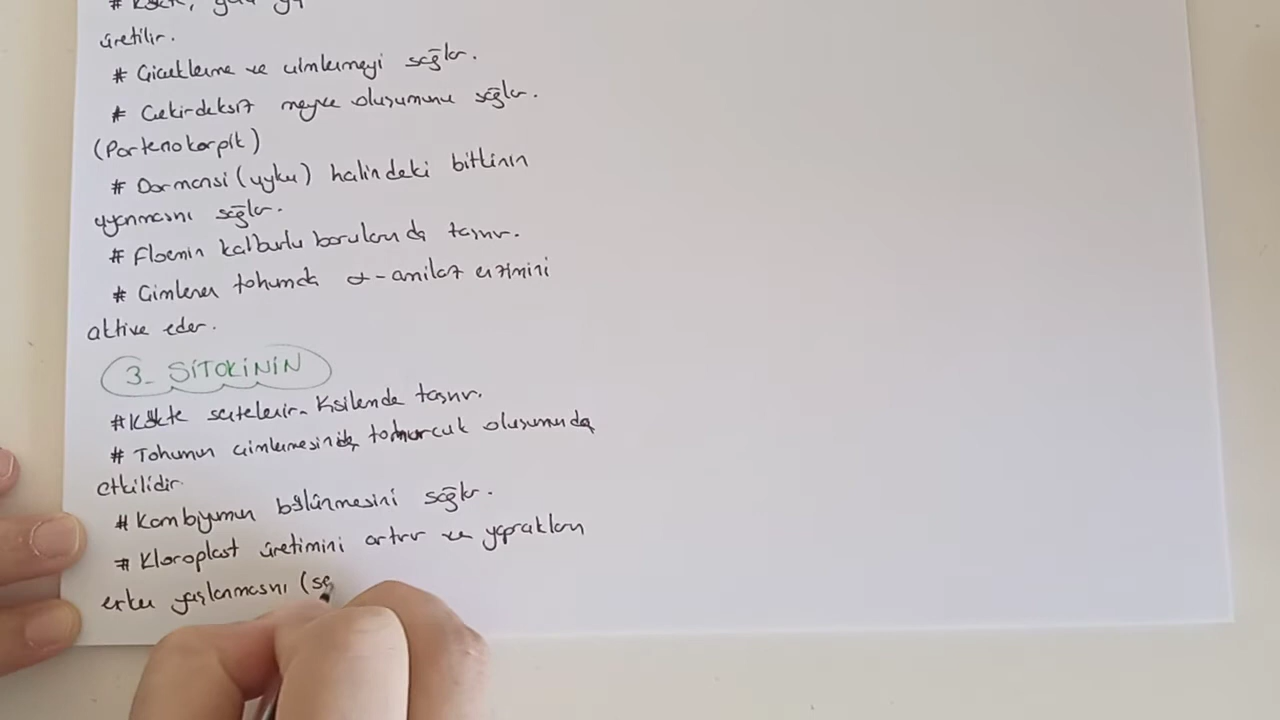 üretilir.
# Çiçeklenme ve çimlenmeyi sağlar.
# Çekirdeksiz meyve oluşumunu sağlar.
(Partenokarpik)
# Dormansi (uyku) halindeki bitkinin
uyanmasını sağlar.
# Floemin kalburlu borularında taşınır.
# Çimlenen tohumda α-amilaz enzimini
aktive eder.
3- SİTOKİNİN
# Kökte sentezlenir. Ksilemde taşınır.
# Tohumun çimlenmesinde, tomurcuk oluşumunda
etkilidir.
# Kambiyumun bölünmesini sağlar.
# Kloroplast üretimini artırır ve yaprakların
erken yaşlanmasını (se